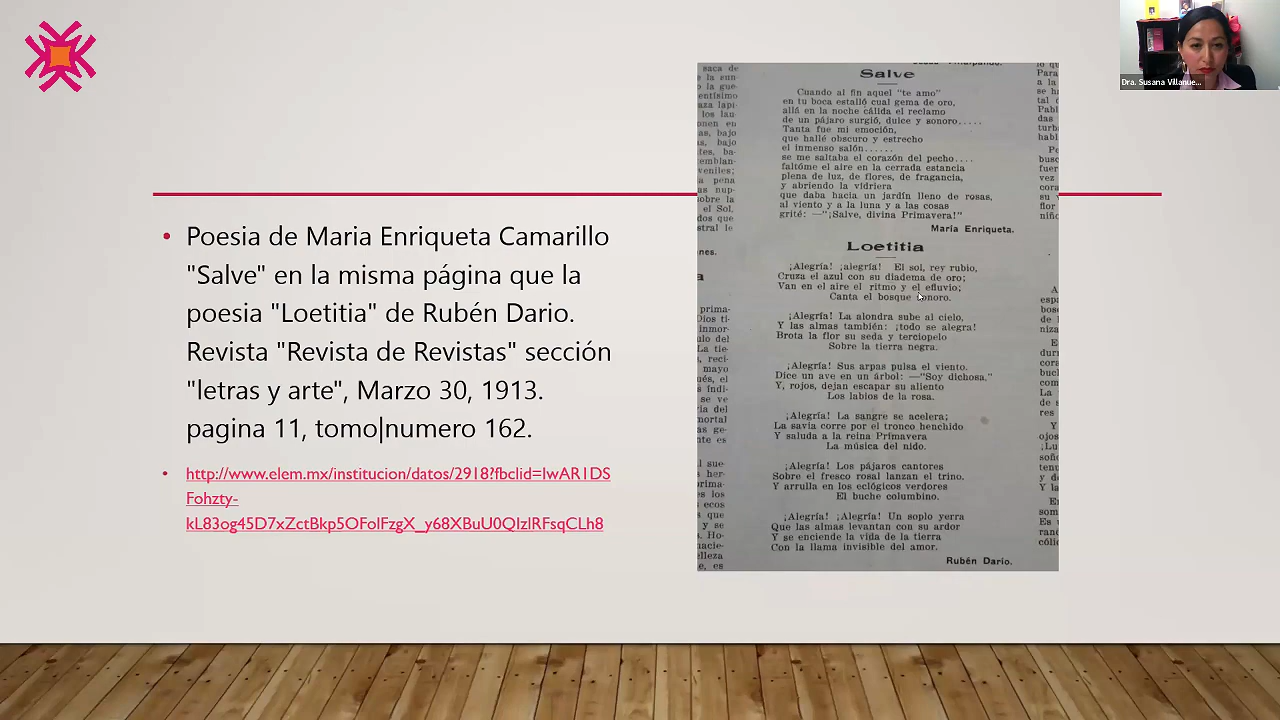 Dra. Susana Villanue...
Poesia de Maria Enriqueta Camarillo
"Salve" en la misma página que la
poesia "Loetitia" de Rubén Dario.
Revista "Revista de Revistas" sección
"letras y arte", Marzo 30, 1913.
pagina 11, tomo|numero 162.
http://www.elem.mx/institucion/datos/2918?fbclid=IwAR1DS
Fohzty-
kL83og45D7xZctBkp5OFolFzgX_y68XBuU0QIzlRFsqCLh8
Salve
Cuando al fin aquel "te amo"
en tu boca estalló cual gema de oro,
allá en la noche cálida el reclamo
de un pájaro surgió, dulce y sonoro.....
Tanta fue mi emoción,
que hallé obscuro y estrecho
el inmenso salón......
se me saltaba el corazón del pecho....
faltóme el aire en la cerrada estancia
plena de luz, de flores, de fragancia,
y abriendo la vidriera
que daba hacia un jardín lleno de rosas,
al viento y a la luna y a las cosas
grité: —"¡Salve, divina Primavera!"
Maria Enriqueta.
Loetitia
¡Alegría! ¡alegría! El sol, rey rubio,
Cruza el azul con su diadema de oro;
Van en el aire el ritmo y el efluvio;
Canta el bosque sonoro.
¡Alegría! La alondra sube al cielo,
Y las almas también: ¡todo se alegra!
Brota la flor su seda y terciopelo
Sobre la tierra negra.
¡Alegría! Sus arpas pulsa el viento.
Dice un ave en un árbol: —"Soy dichosa."
Y, rojos, dejan escapar su aliento
Los labios de la rosa.
¡Alegría! La sangre se acelera;
La savia corre por el tronco henchido
Y saluda a la reina Primavera
La música del nido.
¡Alegría! Los pájaros cantores
Sobre el fresco rosal lanzan el trino.
Y arrulla en los eclógicos verdores
El buche columbino.
¡Alegría! ¡Alegría! Un soplo yerra
Que las almas levantan con su ardor
Y se enciende la vida de la tierra
Con la llama invisible del amor.
Rubén Dario.